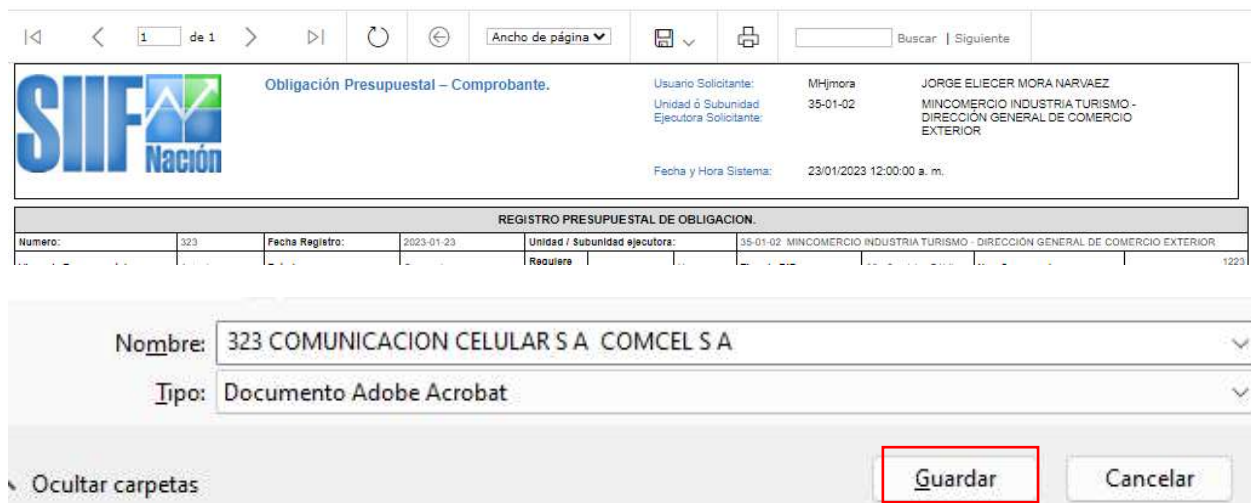 1 de 1 Ancho de página Buscar | Siguiente
SIIF Nación
Obligación Presupuestal – Comprobante.
Usuario Solicitante: MHjmora JORGE ELIECER MORA NARVAEZ
Unidad ó Subunidad Ejecutora Solicitante: 35-01-02 MINCOMERCIO INDUSTRIA TURISMO - DIRECCIÓN GENERAL DE COMERCIO EXTERIOR
Fecha y Hora Sistema: 23/01/2023 12:00:00 a. m.
REGISTRO PRESUPUESTAL DE OBLIGACION.
Numero: 323 Fecha Registro: 2023-01-23 Unidad / Subunidad ejecutora: 35-01-02 MINCOMERCIO INDUSTRIA TURISMO - DIRECCIÓN GENERAL DE COMERCIO EXTERIOR
Requiere 1223
Nombre: 323 COMUNICACION CELULAR S A COMCEL S A
Tipo: Documento Adobe Acrobat
Ocultar carpetas Guardar Cancelar